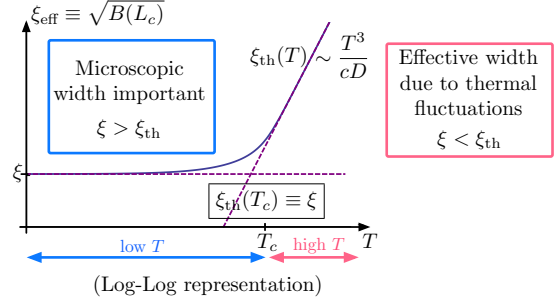 ξ_eff ≡ √B(L_c)
Microscopic
width important
ξ > ξ_th
ξ_th(T) ∼ T³/cD
Effective width
due to thermal
fluctuations
ξ < ξ_th
ξ
ξ_th(T_c) ≡ ξ
T_c
T
low T
high T
(Log-Log representation)